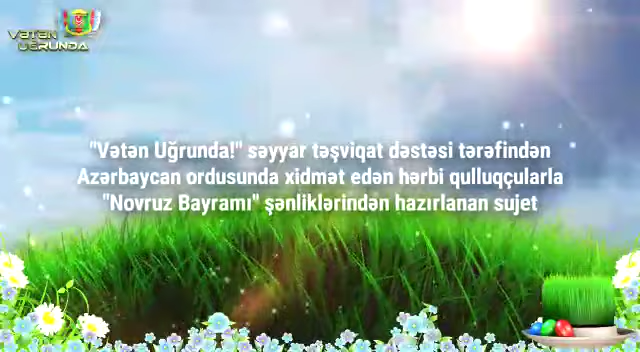 VƏTƏN
UĞRUNDA
"Vətən Uğrunda!" səyyar təşviqat dəstəsi tərəfindən
Azərbaycan ordusunda xidmət edən hərbi qulluqçularla
"Novruz Bayramı" şənliklərindən hazırlanan sujet